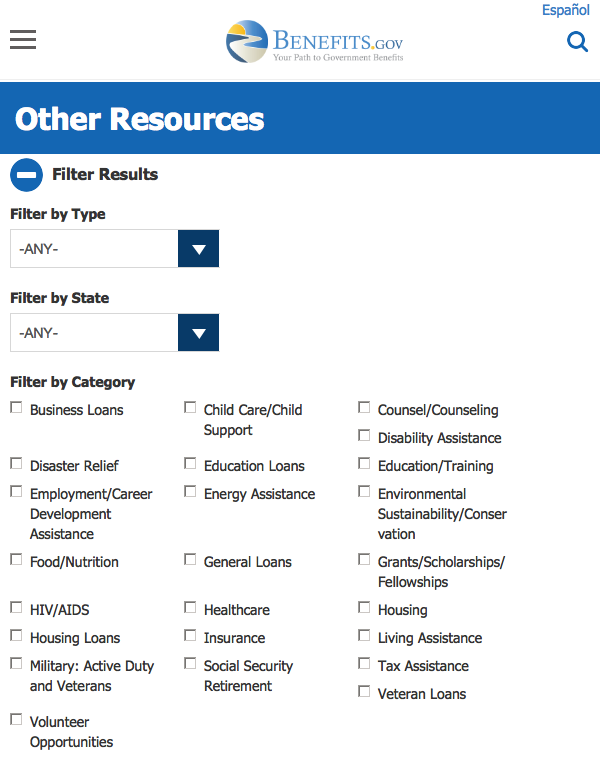 Español
BENEFITS.GOV
Your Path to Government Benefits
Other Resources
Filter Results
Filter by Type
-ANY-
Filter by State
-ANY-
Filter by Category
Business Loans
Child Care/Child
Support
Counsel/Counseling
Disability Assistance
Disaster Relief
Education Loans
Education/Training
Employment/Career
Development
Assistance
Energy Assistance
Environmental
Sustainability/Conser
vation
Food/Nutrition
General Loans
Grants/Scholarships/
Fellowships
HIV/AIDS
Healthcare
Housing
Housing Loans
Insurance
Living Assistance
Military: Active Duty
and Veterans
Social Security
Retirement
Tax Assistance
Veteran Loans
Volunteer
Opportunities